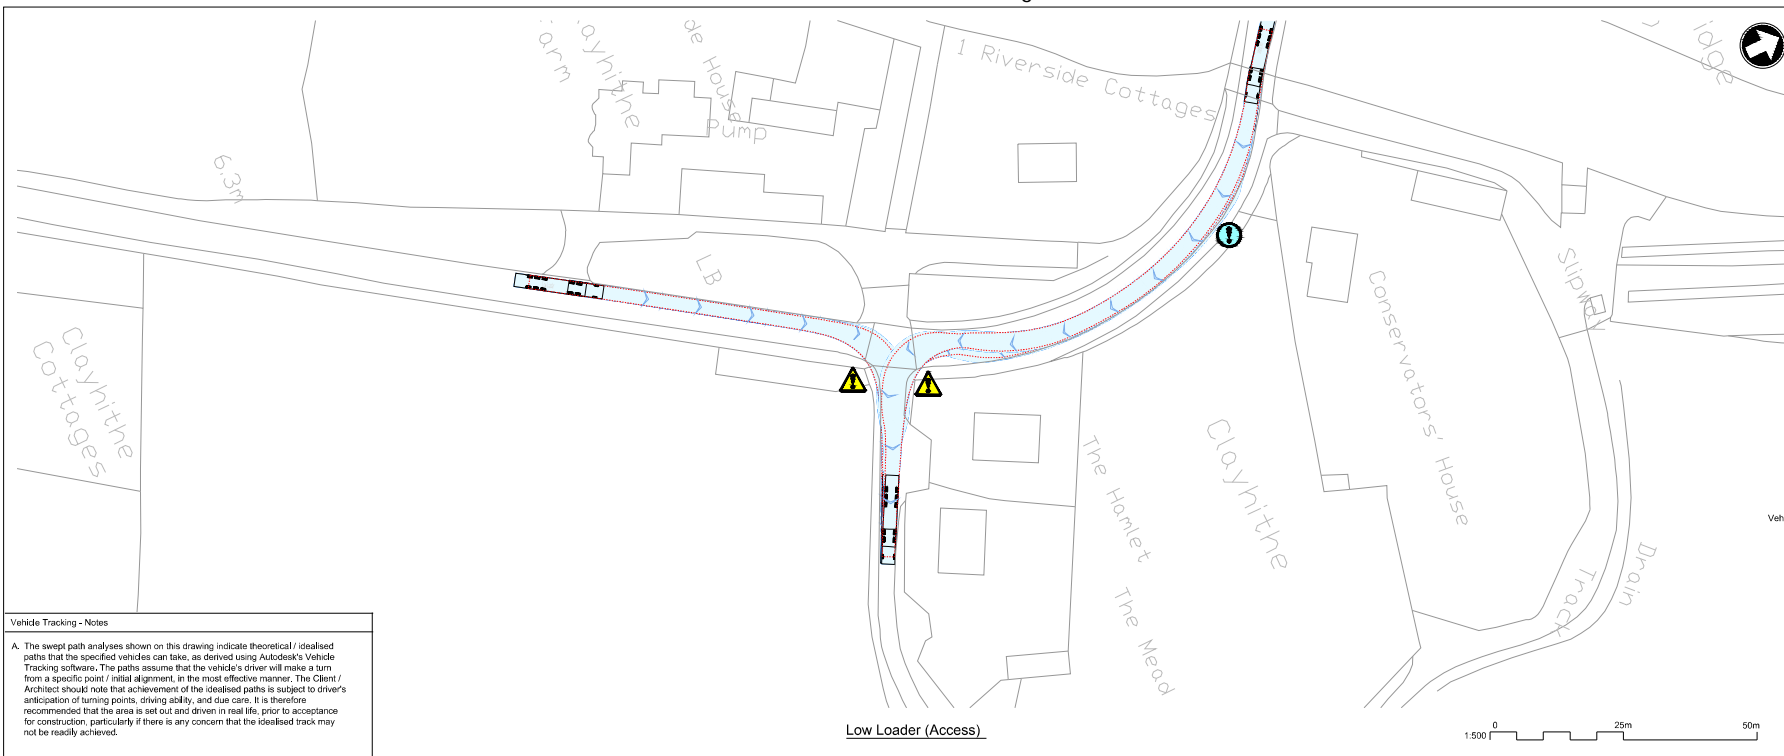 1 Riverside Cottages
Clayhithe
Pump
6.3m
LB
Clayhithe
Cottages
Conservators' House
Slipway
Clayhithe
The Hamlet
The Mead
Drain
Track
Veh
Vehicle Tracking - Notes
A. The swept path analyses shown on this drawing indicate theoretical / idealised
paths that the specified vehicles can take, as derived using Autodesk's Vehicle
Tracking software. The paths assume that the vehicle's driver will make a turn
from a specific point / initial alignment, in the most effective manner. The Client /
Architect should note that achievement of the idealised paths is subject to driver's
anticipation of turning points, driving ability, and due care. It is therefore
recommended that the area is set out and driven in real life, prior to acceptance
for construction, particularly if there is any concern that the idealised track may
not be readily achieved.
Low Loader (Access)
1:500
0 25m 50m